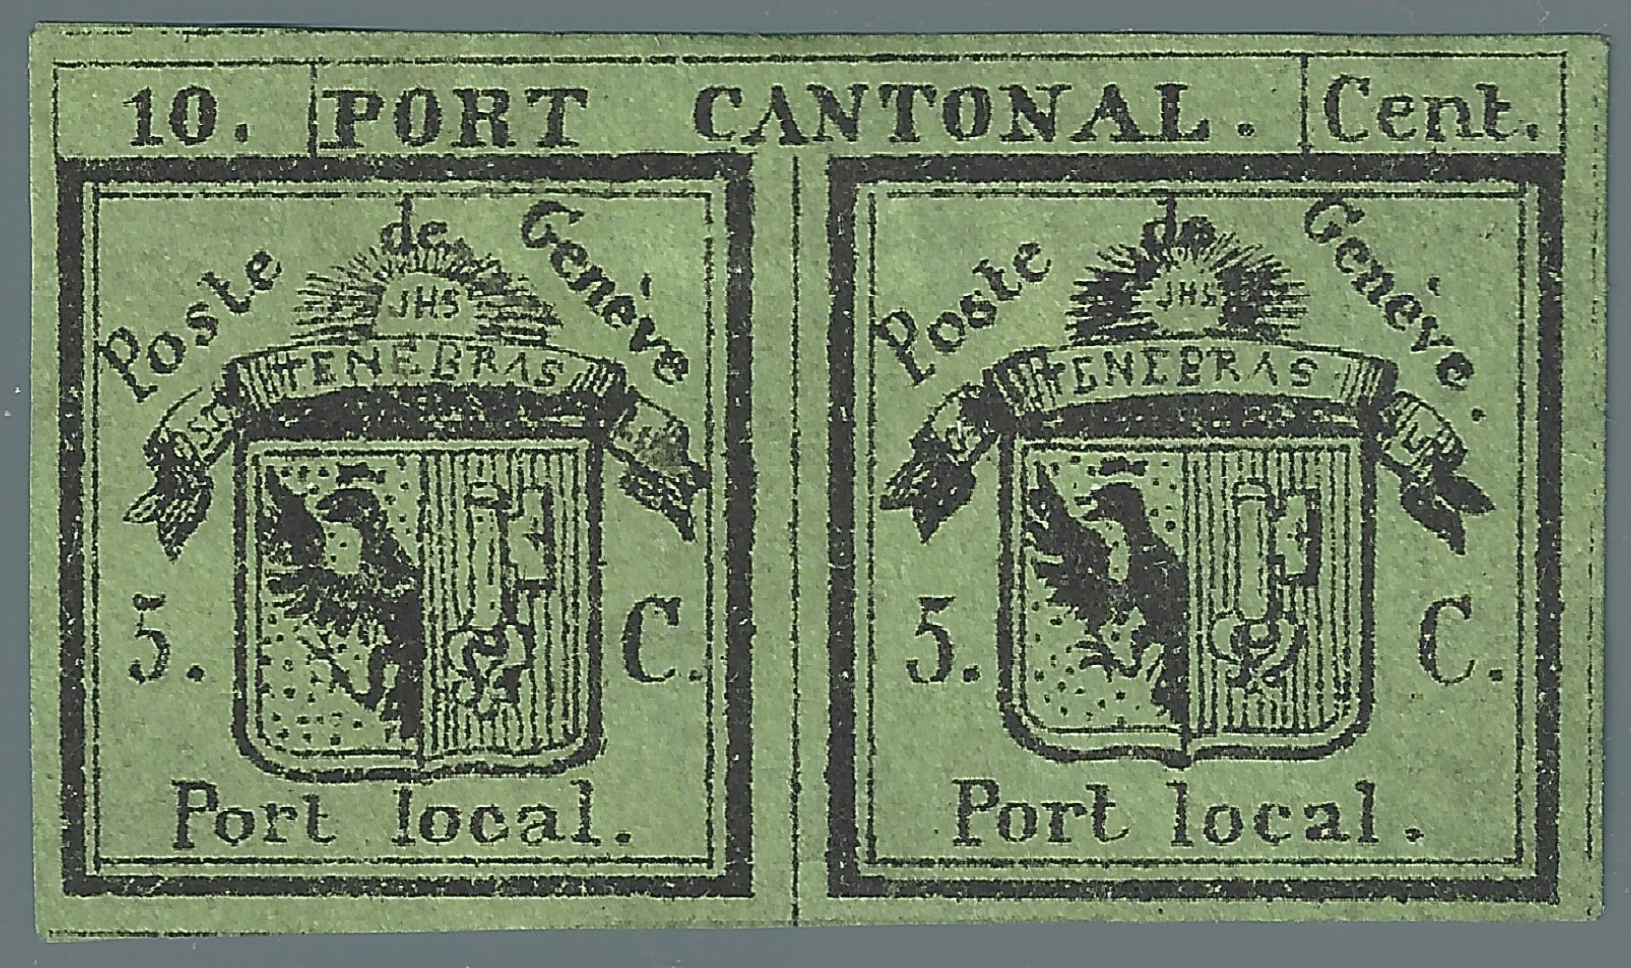 10. PORT CANTONAL. Cent.
Poste de Genève
JHS
TENEBRAS
5. C.
Port local.
Poste de Genève.
JHS
TENEBRAS
5. C.
Port local.